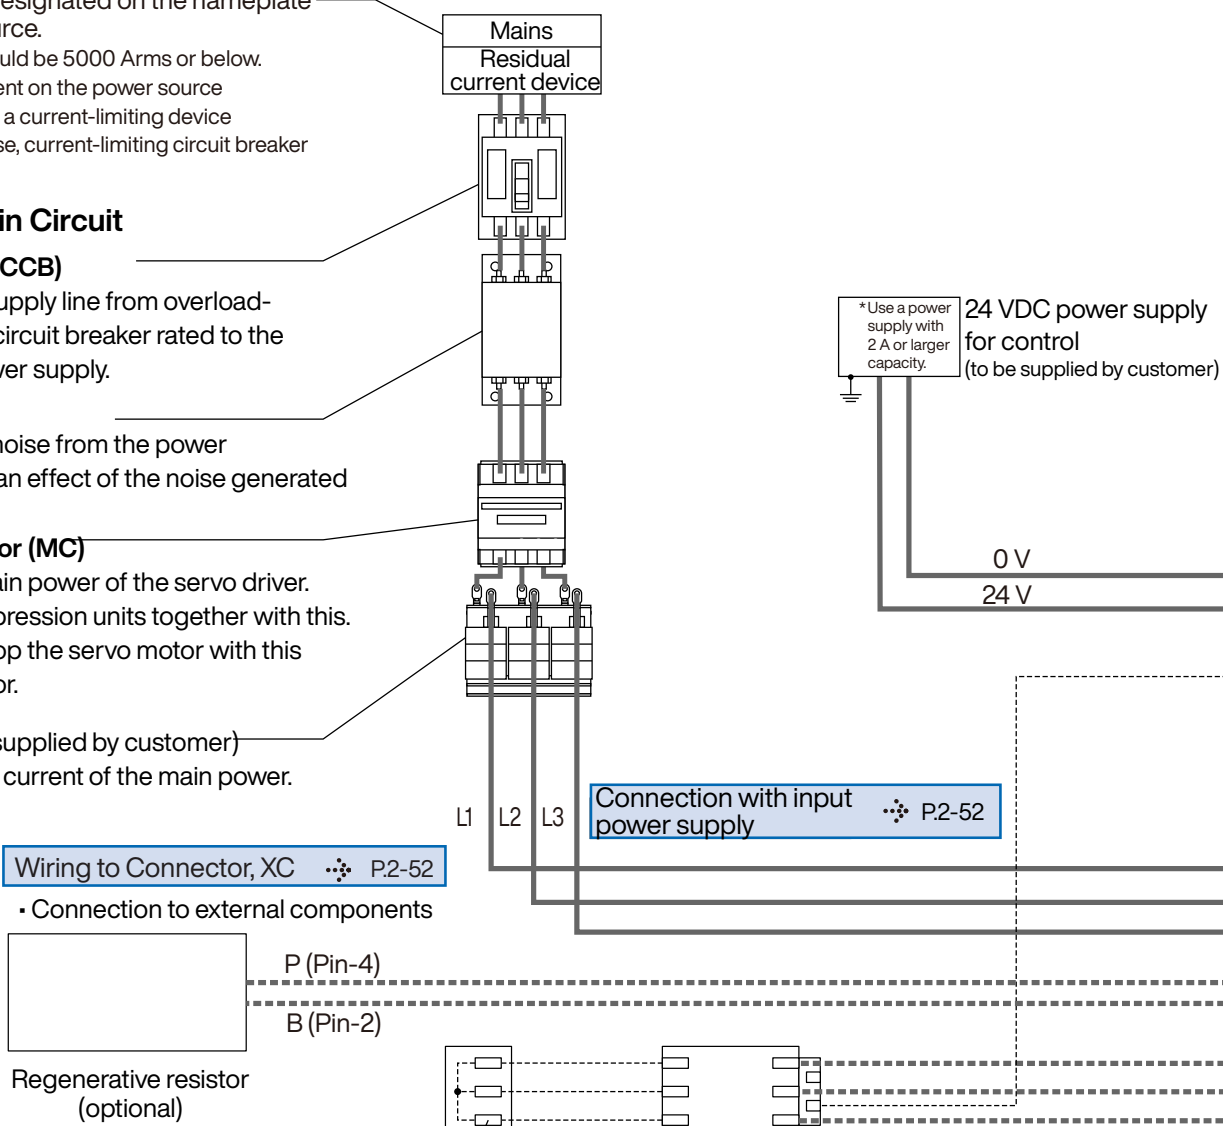 esignated on the nameplate
urce.
uld be 5000 Arms or below.
ent on the power source
a current-limiting device
se, current-limiting circuit breaker
in Circuit
CCB)
upply line from overload-
circuit breaker rated to the
ver supply.
noise from the power
an effect of the noise generated
or (MC)
ain power of the servo driver.
pression units together with this.
op the servo motor with this
or.
supplied by customer)
current of the main power.
Mains
Residual
current device
*Use a power
supply with
2 A or larger
capacity.
24 VDC power supply
for control
(to be supplied by customer)
0 V
24 V
L1 L2 L3
Connection with input
power supply P.2-52
Wiring to Connector, XC P.2-52
· Connection to external components
P (Pin-4)
B (Pin-2)
Regenerative resistor
(optional)